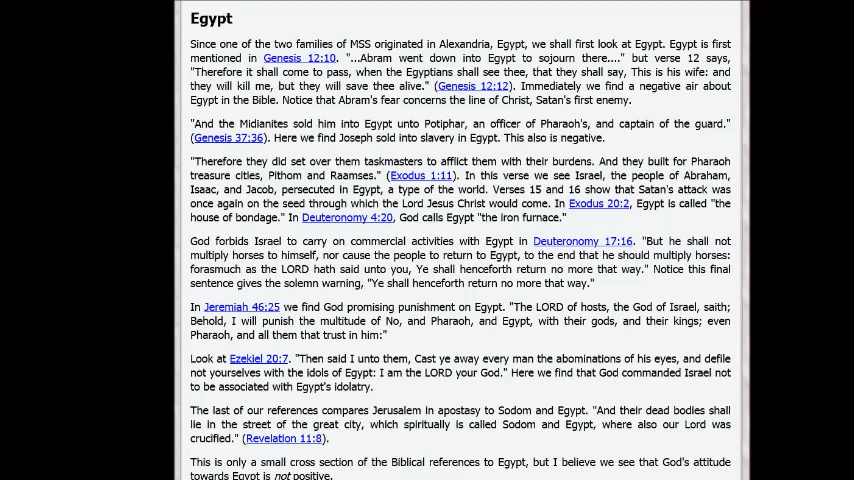 Egypt
Since one of the two families of MSS originated in Alexandria, Egypt, we shall first look at Egypt. Egypt is first
mentioned in Genesis 12:10. "...Abram went down into Egypt to sojourn there...." but verse 12 says,
"Therefore it shall come to pass, when the Egyptians shall see thee, that they shall say, This is his wife: and
they will kill me, but they will save thee alive." (Genesis 12:12). Immediately we find a negative air about
Egypt in the Bible. Notice that Abram's fear concerns the line of Christ, Satan's first enemy.
"And the Midianites sold him into Egypt unto Potiphar, an officer of Pharaoh's, and captain of the guard."
(Genesis 37:36). Here we find Joseph sold into slavery in Egypt. This also is negative.
"Therefore they did set over them taskmasters to afflict them with their burdens. And they built for Pharaoh
treasure cities, Pithom and Raamses." (Exodus 1:11). In this verse we see Israel, the people of Abraham,
Isaac, and Jacob, persecuted in Egypt, a type of the world. Verses 15 and 16 show that Satan's attack was
once again on the seed through which the Lord Jesus Christ would come. In Exodus 20:2, Egypt is called "the
house of bondage." In Deuteronomy 4:20, God calls Egypt "the iron furnace."
God forbids Israel to carry on commercial activities with Egypt in Deuteronomy 17:16. "But he shall not
multiply horses to himself, nor cause the people to return to Egypt, to the end that he should multiply horses:
forasmuch as the LORD hath said unto you, Ye shall henceforth return no more that way." Notice this final
sentence gives the solemn warning, "Ye shall henceforth return no more that way."
In Jeremiah 46:25 we find God promising punishment on Egypt. "The LORD of hosts, the God of Israel, saith;
Behold, I will punish the multitude of No, and Pharaoh, and Egypt, with their gods, and their kings; even
Pharaoh, and all them that trust in him:"
Look at Ezekiel 20:7. "Then said I unto them, Cast ye away every man the abominations of his eyes, and defile
not yourselves with the idols of Egypt: I am the LORD your God." Here we find that God commanded Israel not
to be associated with Egypt's idolatry.
The last of our references compares Jerusalem in apostasy to Sodom and Egypt. "And their dead bodies shall
lie in the street of the great city, which spiritually is called Sodom and Egypt, where also our Lord was
crucified." (Revelation 11:8).
This is only a small cross section of the Biblical references to Egypt, but I believe we see that God's attitude
towards Egypt is not positive.